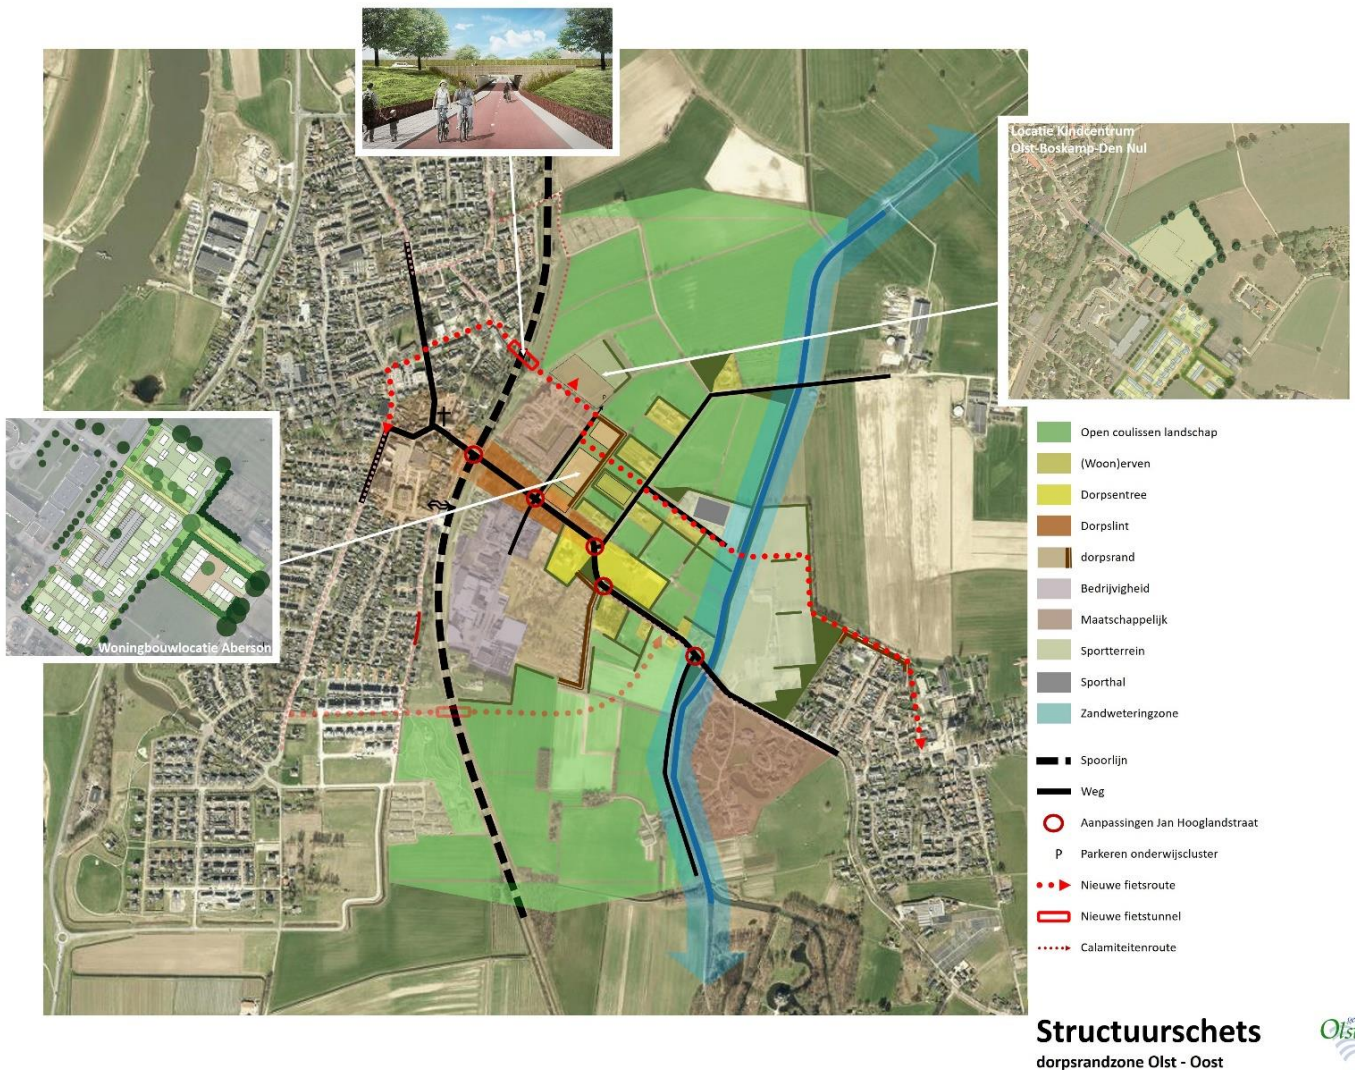 Locatie Kindcentrum
Olst-Boskamp-Den Nul
Woningbouwlocatie Aberson
P
Open coulissen landschap
(Woon)erven
Dorpsentree
Dorpslint
dorpsrand
Bedrijvigheid
Maatschappelijk
Sportterrein
Sporthal
Zandweteringzone
Spoorlijn
Weg
Aanpassingen Jan Hooglandstraat
P Parkeren onderwijscluster
Nieuwe fietsroute
Nieuwe fietstunnel
Calamiteitenroute
Structuurschets
dorpsrandzone Olst - Oost